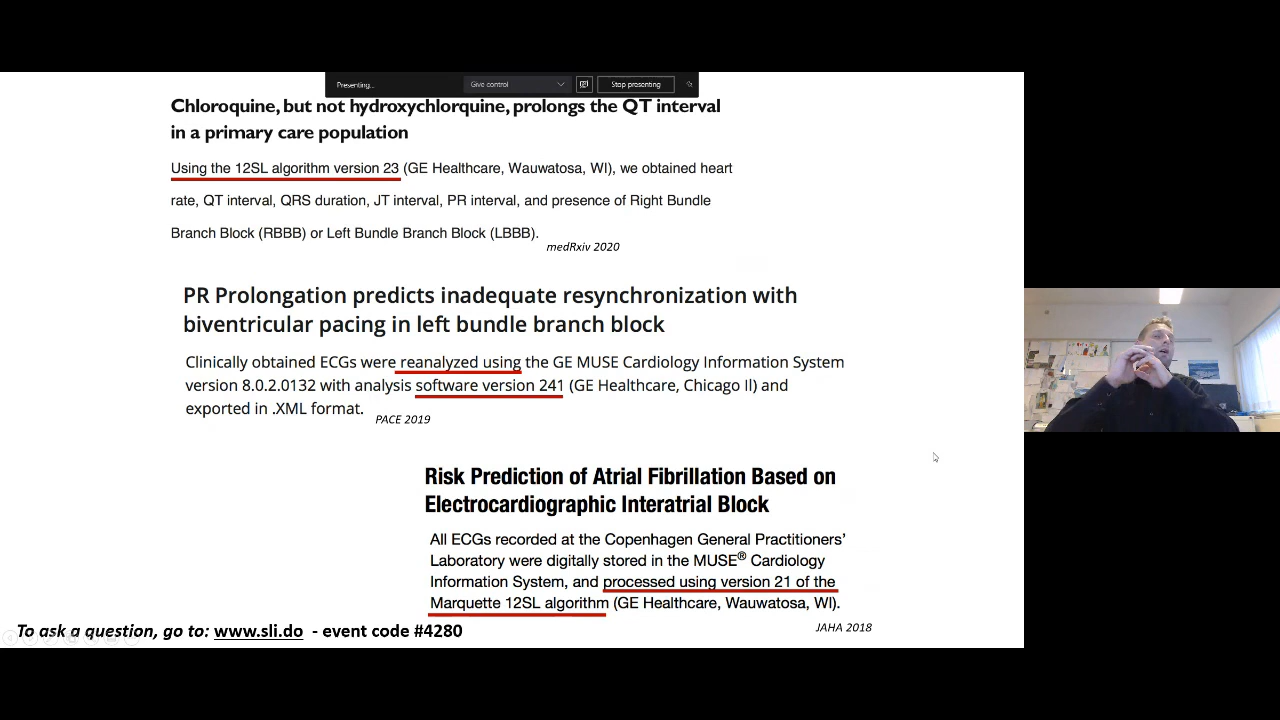 Presenting...
Give control
Stop presenting
Chloroquine, but not hydroxychlorquine, prolongs the QT interval
in a primary care population
Using the 12SL algorithm version 23 (GE Healthcare, Wauwatosa, WI), we obtained heart
rate, QT interval, QRS duration, JT interval, PR interval, and presence of Right Bundle
Branch Block (RBBB) or Left Bundle Branch Block (LBBB).
medRxiv 2020
PR Prolongation predicts inadequate resynchronization with
biventricular pacing in left bundle branch block
Clinically obtained ECGs were reanalyzed using the GE MUSE Cardiology Information System
version 8.0.2.0132 with analysis software version 241 (GE Healthcare, Chicago Il) and
exported in .XML format.
PACE 2019
Risk Prediction of Atrial Fibrillation Based on
Electrocardiographic Interatrial Block
All ECGs recorded at the Copenhagen General Practitioners’
Laboratory were digitally stored in the MUSE® Cardiology
Information System, and processed using version 21 of the
Marquette 12SL algorithm (GE Healthcare, Wauwatosa, WI).
JAHA 2018
To ask a question, go to: www.sli.do - event code #4280